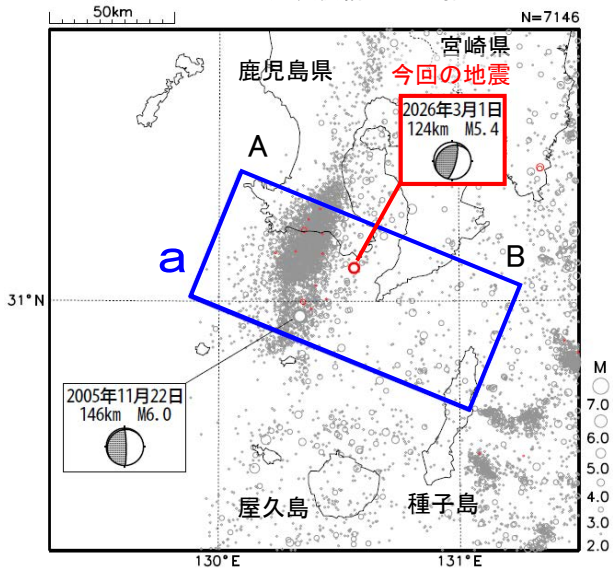 50km
N=7146
宮崎県
鹿児島県
今回の地震
2026年3月1日
124km M5.4
A
B
a
31°N
2005年11月22日
146km M6.0
M
7.0
6.0
5.0
4.0
3.0
2.0
屋久島
種子島
130°E
131°E